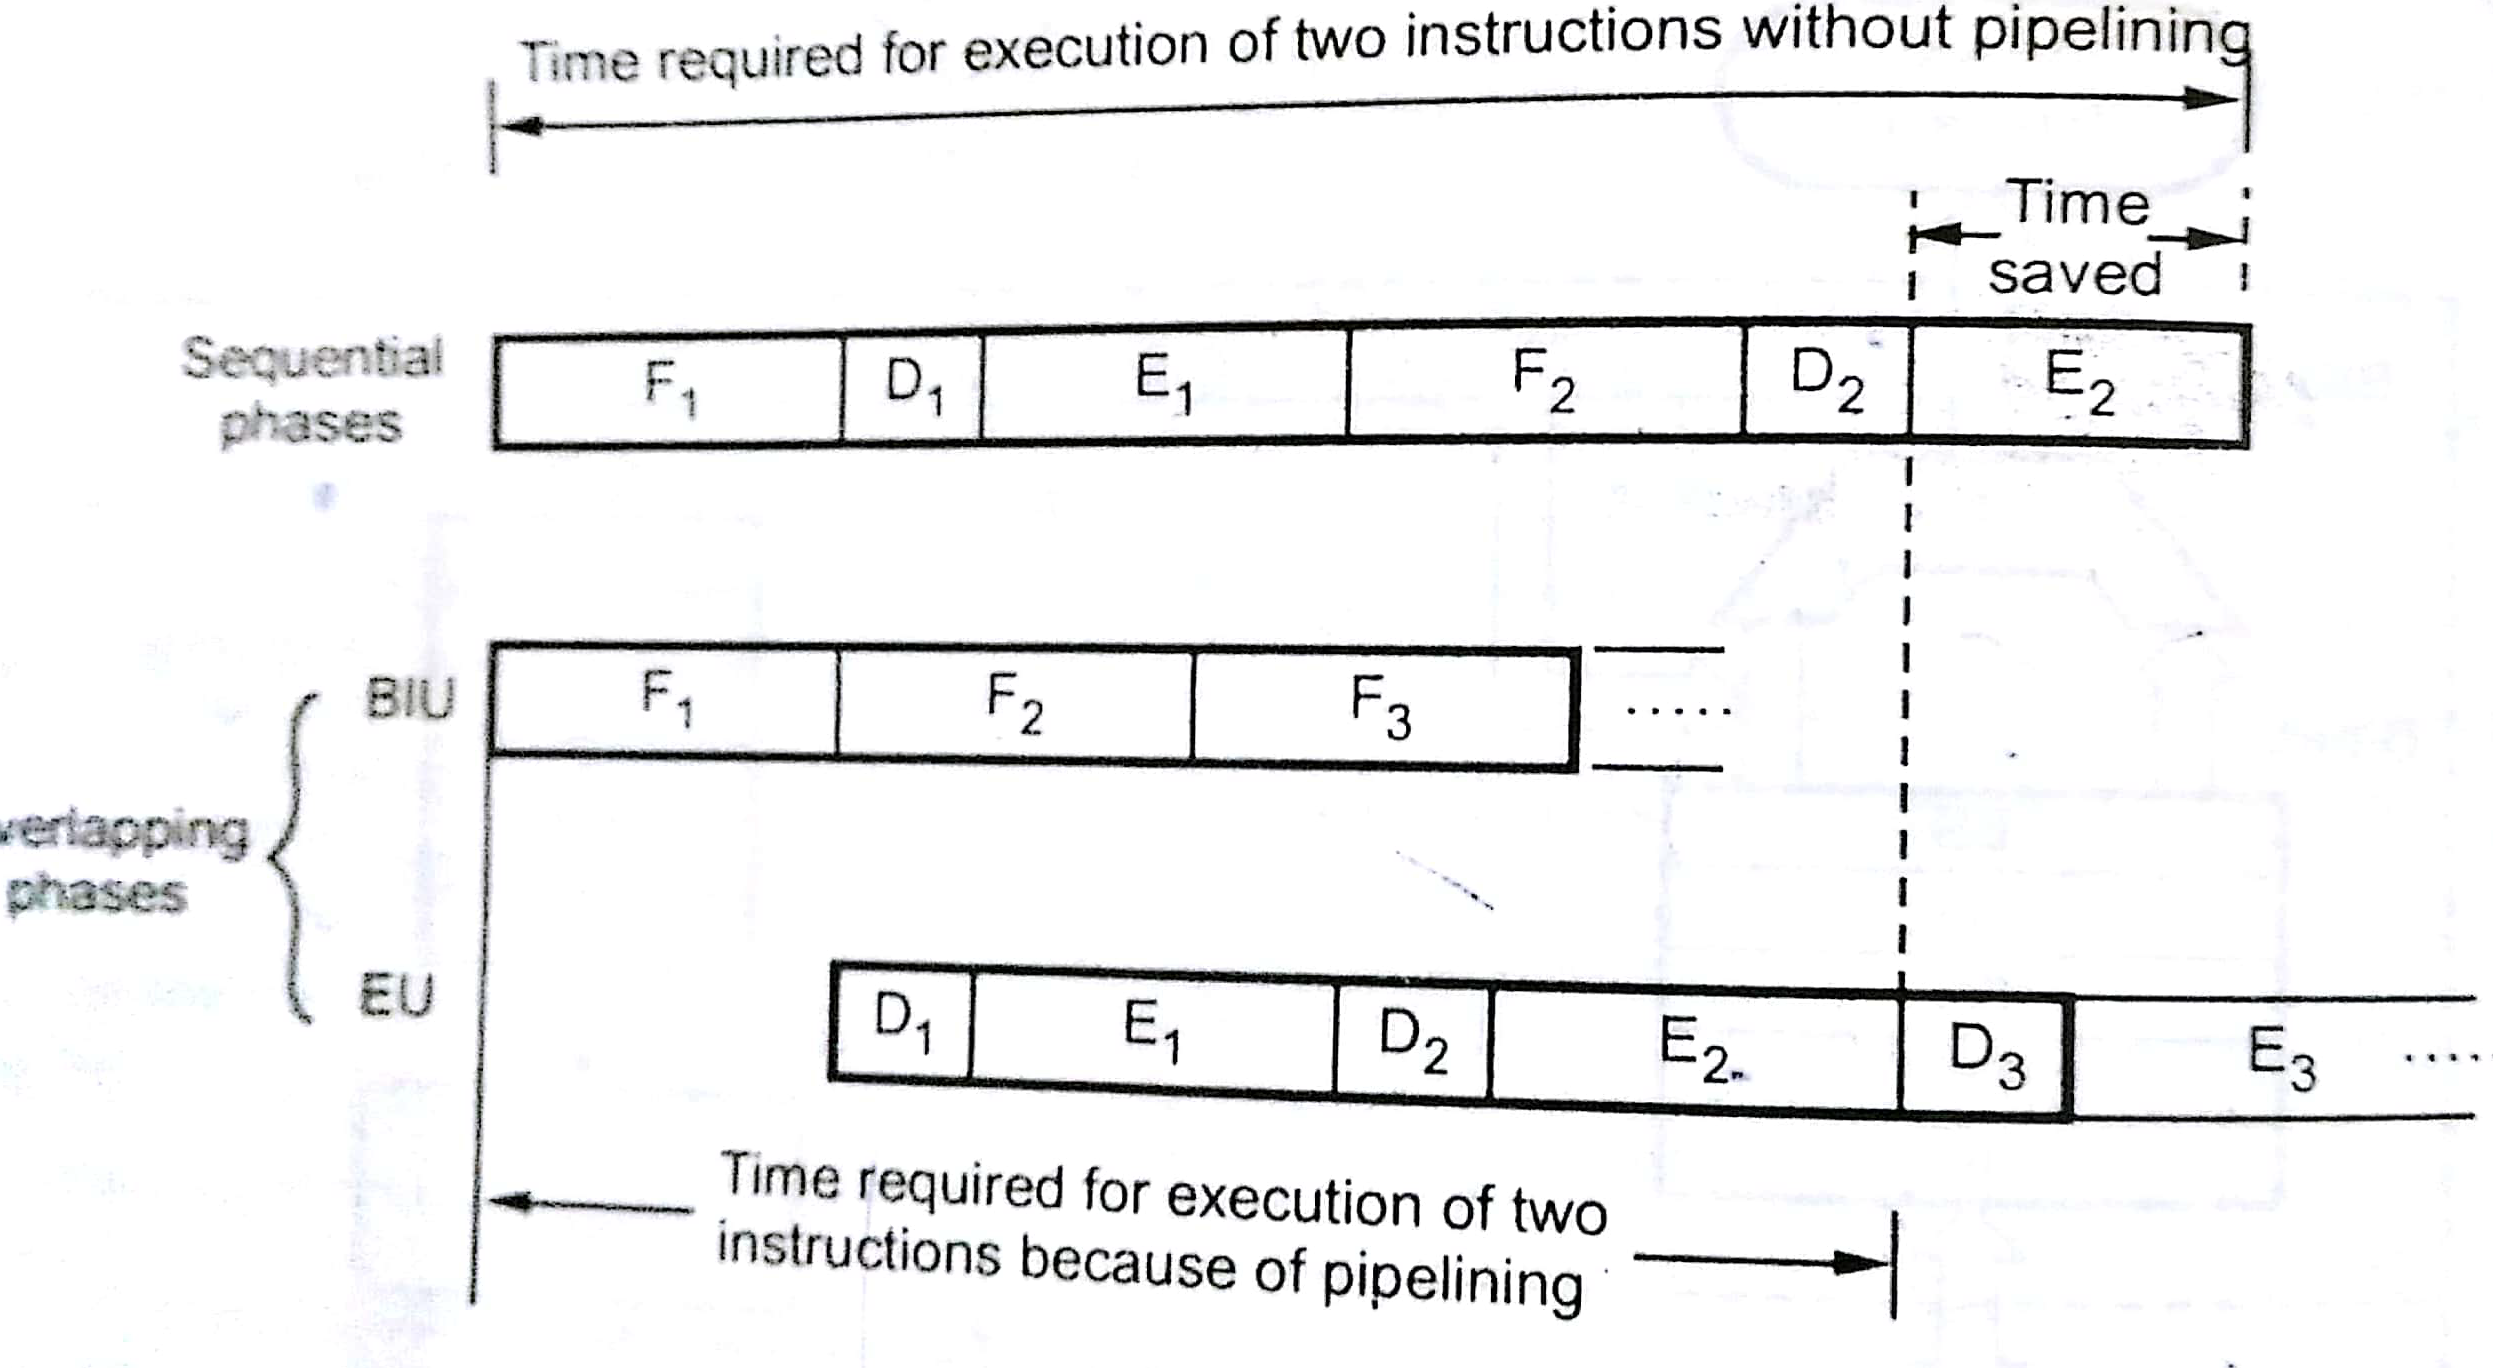 Time required for execution of two instructions without pipelining
Time
saved
Sequential
phases
F1 D1 E1 F2 D2 E2
BIU
F1 F2 F3 .....
verlapping
phases
EU
D1 E1 D2 E2 D3 E3 ....
Time required for execution of two
instructions because of pipelining